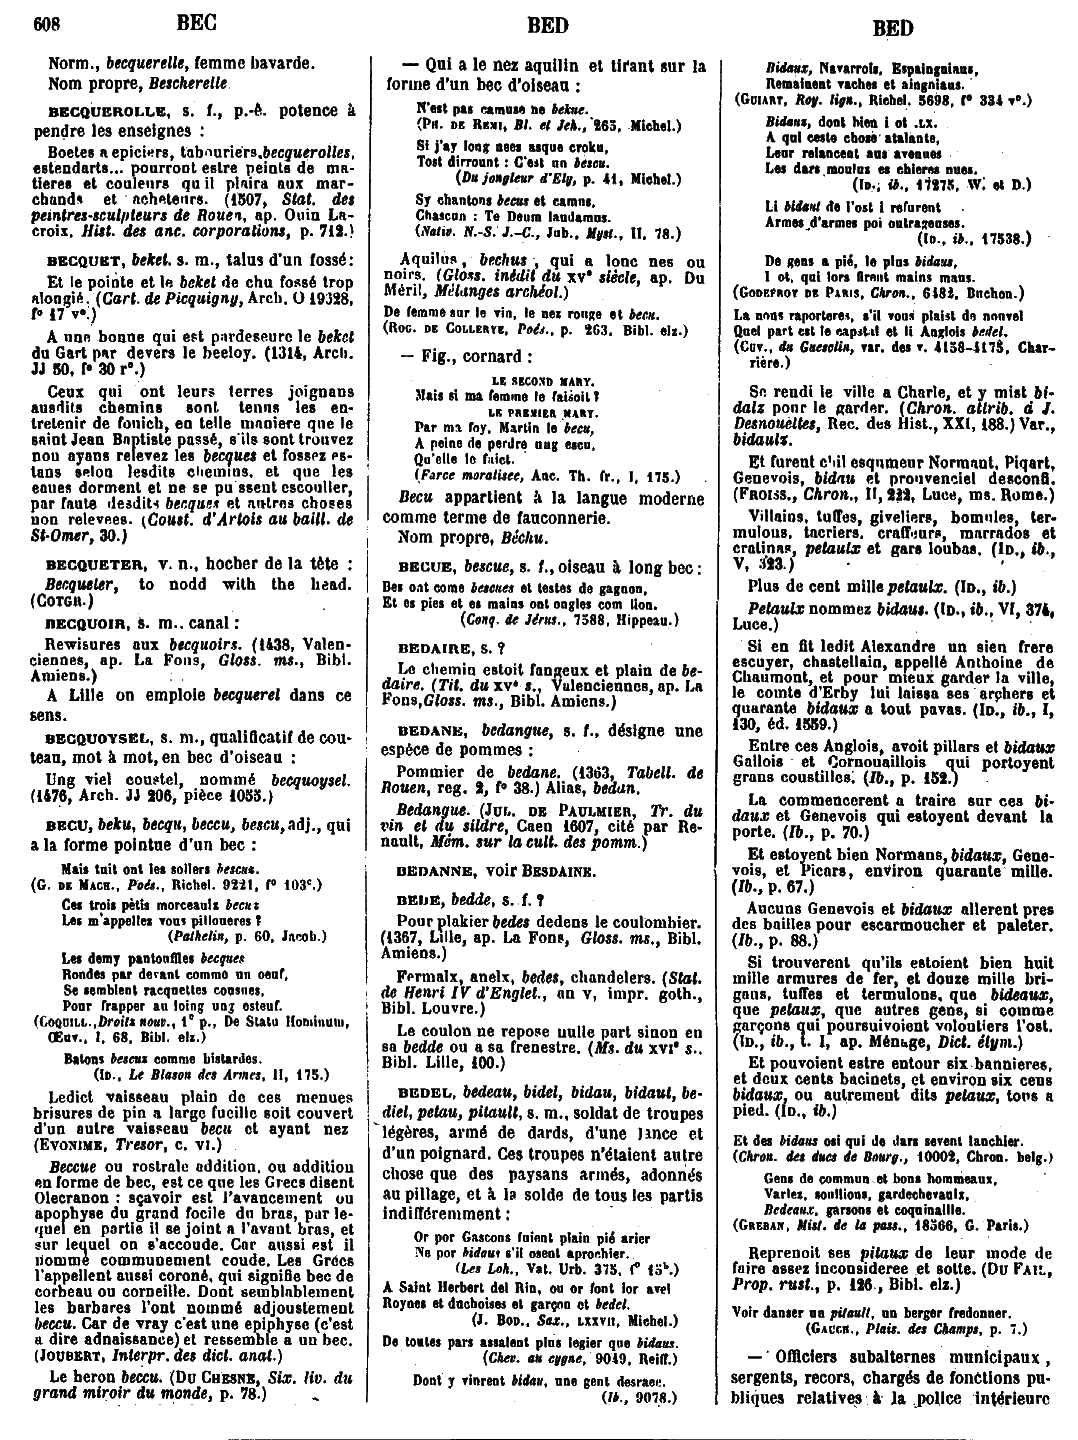 608 BEC BED BED
Norm., becquerelle, femme bavarde.
Nom propre, Bescherelle
BECQUEROLLE, s. f., p.-ê. potence à
pendre les enseignes :
Boetes a epiciers, tabouriers, becquerolles,
estendarts... pourront estre peints de ma-
tieres et couleurs qu il plaira aux mar-
chands et acheteurs. (1507, Stat. des
peintres-sculpteurs de Rouen, ap. Ouin La-
croix, Hist. des anc. corporations, p. 712.)
BECQUET, beket. s. m., talus d'un fossé:
Et le pointe et le beket de chu fossé trop
alongié. (Cart. de Picquigny, Arch. O 19328,
f° 17 v°.)
A une bonne qui est pardeseure le beket
du Gart par devers le beeloy. (1314, Arch.
JJ 50, f° 30 r°.)
Ceux qui ont leurs terres joignans
ausdits chemins sont tenus les en-
tretenir de fouich, en telle maniere que le
saint Jean Baptiste passé, s'ils sont trouvez
nou ayans relevez les becques et fossez es-
tans selon lesdits chemins. et que les
eaues dorment et ne se pu ssent escouller,
par faute desdits becques et autres choses
non relevees. (Coust. d'Artois au baill. de
St-Omer, 30.)
BECQUETER, v. n., hocher de la tête :
Becqueter, to nodd with the head.
(COTGR.)
BECQUOIR, s. m.. canal :
Rewisures aux becquoirs. (1438, Valen-
ciennes, ap. La Fons, Gloss. ms., Bibl.
Amiens.)
A Lille on emploie becquerel dans ce
sens.
BECQUOYSEL, s. m., qualificatif de cou-
teau, mot à mot, en bec d'oiseau :
Ung viel coustel, nommé becquoysel.
(1476, Arch. JJ 206, pièce 1055.)
BECU, beku, becqu, beccu, bescu, adj., qui
a la forme pointue d'un bec :
Mais tuit ont les sollers bescus.
(G. DE MACH., Poés., Richel. 9221, f° 103c.)
Ces trois pètis morceaulx becus
Les m'appellez vous pilloueres ?
(Pathelin, p. 60, Jacob.)
Les demy pantouffles becques
Rondes par devant commo un oeuf,
Se semblent racquettes cousues,
Pour frapper au loing ung esteuf.
(COQUILL., Droitz nouv., 1e p., De Statu Hominum,
Œuv., I, 68, Bibl. elz.)
Batons bescus comme bistardes.
(ID., Le Blason des Armes, II, 175.)
Ledict vaisseau plain de ces menues
brisures de pin a large fucille soit couvert
d'un autre vaisseau becu et ayant nez
(EVONIME, Tresor, c. VI.)
Beccue ou rostrale addition, ou addition
en forme de bec, est ce que les Grecs disent
Olecranon : sçavoir est l'avancement ou
apophyse du grand focile du bras, par le-
quel en partie il se joint a l'avant bras, et
sur lequel on s'accoude. Car aussi est il
nommé communement coude. Les Grecs
l'appellent aussi coroné, qui signifie bec de
corbeau ou corneille. Dont semblablement
les barbares l'ont nommé adjoustement
beccu. Car de vray c'est une epiphyse (c'est
a dire adnaissance) et ressemble a un bec.
(JOUBERT, Interpr. des dict. anat.)
Le heron beccu. (DU CHESNE, Six. liv. du
grand miroir du monde, p. 78.)
— Qui a le nez aquilin et tirant sur la
forme d'un bec d'oiseau :
N'est pas camuse ne bekue.
(PH. DE REMI, Bl. et Jeh., 265, Michel.)
Si j'ay long nees asque croku,
Tost dirront : C'est un bescu.
(Du jongleur d'Ely, p. 41, Michel.)
Sy chantons becus et camus,
Chascun : Te Deum laudamus.
(Nativ. N.-S. J.-C., Jub., Myst., II, 78.)
Aquilus, bechus, qui a lonc nes ou
noirs. (Gloss. inédit du XVe siècle, ap. Du
Méril, Mélanges archéol.)
De femme sur le vin, le nez rouge et becu.
(ROG. DE COLLERYE, Poés., p. 263, Bibl. elz.)
— Fig., cornard :
LE SECOND MARY.
Mais si ma femme le faisoit ?
LE PREMIER MARY.
Par ma foy, Martin le becu,
A peine de perdre ung escu,
Qu'elle le faict.
(Farce moralisee, Anc. Th. fr., I, 175.)
Becu appartient à la langue moderne
comme terme de fauconnerie.
Nom propre, Béchu.
BECUE, bescue, s. f., oiseau à long bec :
Bes ont come bescues et testes de gagnon,
Et es pies et es mains ont ongles com lion.
(Conq. de Jérus., 7588, Hippeau.)
BEDAIRE, S. ?
Le chemin estoit fangeux et plain de be-
daire. (Tit. du XVe s., Valenciennes, ap. La
Fons, Gloss. ms., Bibl. Amiens.)
BEDANE, bedangue, s. f., désigne une
espèce de pommes :
Pommier de bedane. (1363, Tabell. de
Rouen, reg. 2, f° 38.) Alias, bedan.
Bedangue. (JUL. DE PAULMIER, Tr. du
vin et du sildre, Caen 1607, cité par Re-
nault, Mém. sur la cult. des pomm.)
BEDANNE, voir BESDAINE.
BEDE, bedde, s. f. ?
Pour plakier bedes dedens le coulombier.
(1367, Lille, ap. La Fons, Gloss. ms., Bibl.
Amiens.)
Fermalx, anelx, bedes, chandelers. (Stat.
de Henri IV d'Englet., an V, impr. goth.,
Bibl. Louvre.)
Le coulon ne repose nulle part sinon en
sa bedde ou a sa frenestre. (Ms. du XVIe s..
Bibl. Lille, 100.)
BEDEL, bedeau, bidel, bidau, bidaut, be-
diel, petau, pitault, s. m., soldat de troupes
légères, armé de dards, d'une lance et
d'un poignard. Ces troupes n'étaient autre
chose que des paysans armés, adonnés
au pillage, et à la solde de tous les partis
indifféremment :
Or por Gascons fuient plain pié arier
Ne por bidaut s'il osent aprochier.
(Les Loh., Vat. Urb. 375, f° 15b.)
A Saint Herbert del Rin, ou or font lor avel
Roynes et duchoises et garçon et bedel.
(J. BOD., Sax., LXXVII, Michel.)
De toutes pars assalent plus legier que bidaus.
(Chev. au cygne, 9049, Reiff.)
Dont y vinrent bidau, une gent desraee.
(Ib., 9078.)
Bidaux, Navarrois, Espaingnaus,
Remainent vaches et aingniaus.
(GUIART, Roy. lign., Richel. 5698, f° 334 v°.)
Bidaus, dont bien i ot .LX.
A qui ceste chose atalante,
Leur relancent aus avenues
Les dars moulus es chieres nues.
(ID., ib., 17275, W. et D.)
Li bidaut de l'ost i refurent
Armes d'armes poi outrageuses.
(ID., ib., 17538.)
De gens a pié, le plus bidaus,
I ot, qui lors firent mains maus.
(GODEFROY DE PARIS, Chron., 6482, Buchon.)
La nous raporteres, s'il vous plaist de nouvel
Quel part est le capstal et li Anglois bedel.
(CUV., du Guesclin, var. des v. 4138-4175, Char-
rière.)
Se rendi le ville a Charle, et y mist bi-
dalz pour le garder. (Chron. attrib. à J.
Desnouelles, Rec. des Hist., XXI, 188.) Var.,
bidaulz.
Et furent chil esqumeur Normant, Piqart,
Genevois, bidau et prouvenciel desconfi.
(FROISS., Chron., II, 222, Luce, ms. Rome.)
Villains, tuffes, giveliers, bomules, ter-
mulons, tacriers, craffeurs, marrados et
cratinas, petaulx et gars loubas. (ID., ib.,
V, 323.)
Plus de cent mille petaulx. (ID., ib.)
Petaulx nommez bidaus. (ID., ib., VI, 374,
Luce.)
Si en fit ledit Alexandre un sien frere
escuyer, chastellain, appellé Anthoine de
Chaumont, et pour mieux garder la ville,
le comte d'Erby lui laissa ses archers et
quarante bidaux a tout pavas. (ID., ib., I,
130, éd. 1559.)
Entre ces Anglois, avoit pillars et bidaux
Gallois et Cornouaillois qui portoyent
grans coustilles. (Ib., p. 152.)
La commencerent a traire sur ces bi-
daux et Genevois qui estoyent devant la
porte. (Ib., p. 70.)
Et estoyent bien Normans, bidaux, Gene-
vois, et Picars, environ quarante mille.
(Ib., p. 67.)
Aucuns Genevois et bidaux allerent pres
des bailles pour escarmoucher et paleter.
(Ib., p. 88.)
Si trouverent qu'ils estoient bien huit
mille armures de fer, et douze mille bri-
gans, tuffes et termulons, que bideaux,
que petaux, que autres gens, si comme
garçons qui poursuivoient voloutiers l'ost.
(ID., ib., t. I, ap. Ménage, Dict. étym.)
Et pouvoient estre entour six bannieres,
et deux cents bacinets, et environ six cens
bidaux, ou autrement dits petaux, tous a
pied. (ID., ib.)
Et des bidaus osi qui de dars sevent lanchier.
(Chron. des ducs de Bourg., 10002, Chron. belg.)
Gens de commun et bons hommeaux,
Varlez, souillons, gardechevaulx,
Bedeaux, garsons et coquinaille.
(GREBAN, Mist. de la pass., 18566, G. Paris.)
Reprenoit ses pitaux de leur mode de
faire assez inconsideree et sotte. (DU FAIL,
Prop. rust., p. 126, Bibl. elz.)
Voir danser un pitault, un berger fredonner.
(GAUCH., Plais. des Champs, p. 7.)
— Officiers subalternes municipaux,
sergents, recors, chargés de fonctions pu-
bliques relatives à la police intérieure